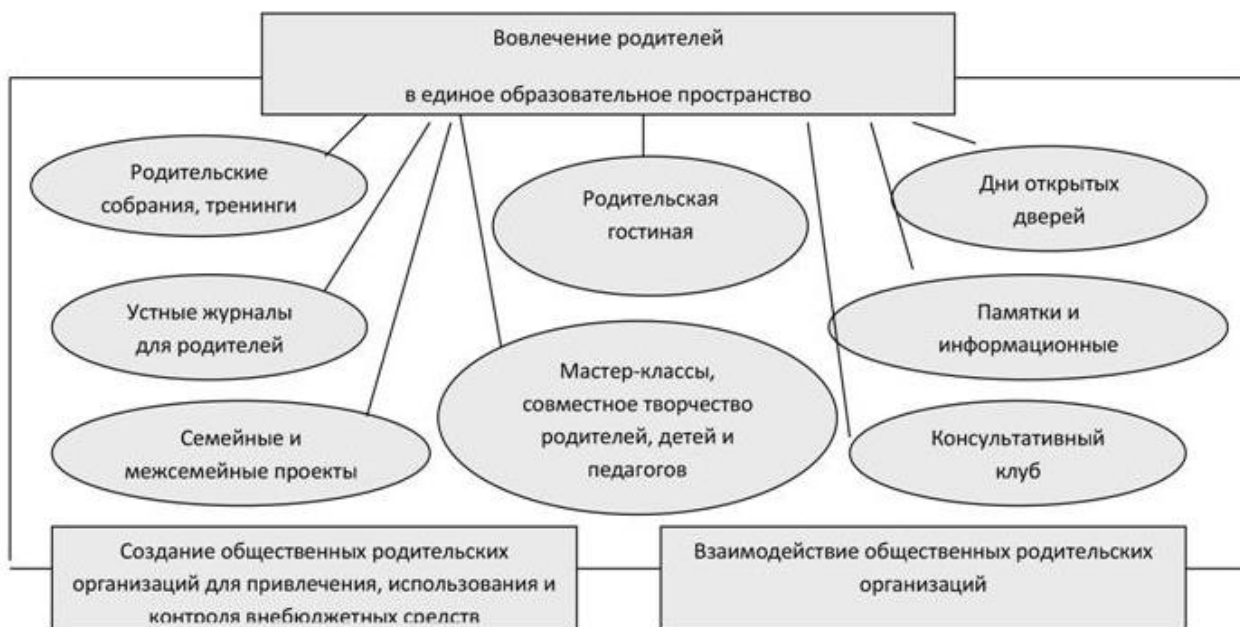 Вовлечение родителей
в единое образовательное пространство
Родительские
собрания, тренинги
Родительская
гостиная
Дни открытых
дверей
Устные журналы
для родителей
Памятки и
информационные
Мастер-классы,
совместное творчество
родителей, детей и
педагогов
Семейные и
межсемейные проекты
Консультативный
клуб
Создание общественных родительских
организаций для привлечения, использования и
контроля внебюджетных средств
Взаимодействие общественных родительских
организаций